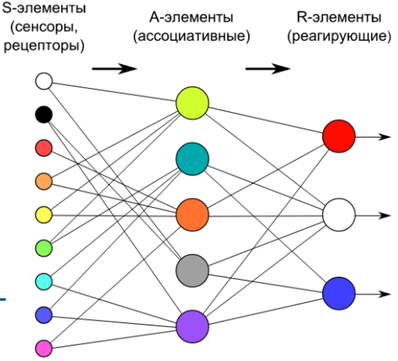 S-элементы
(сенсоры,
рецепторы)
A-элементы
(ассоциативные)
R-элементы
(реагирующие)